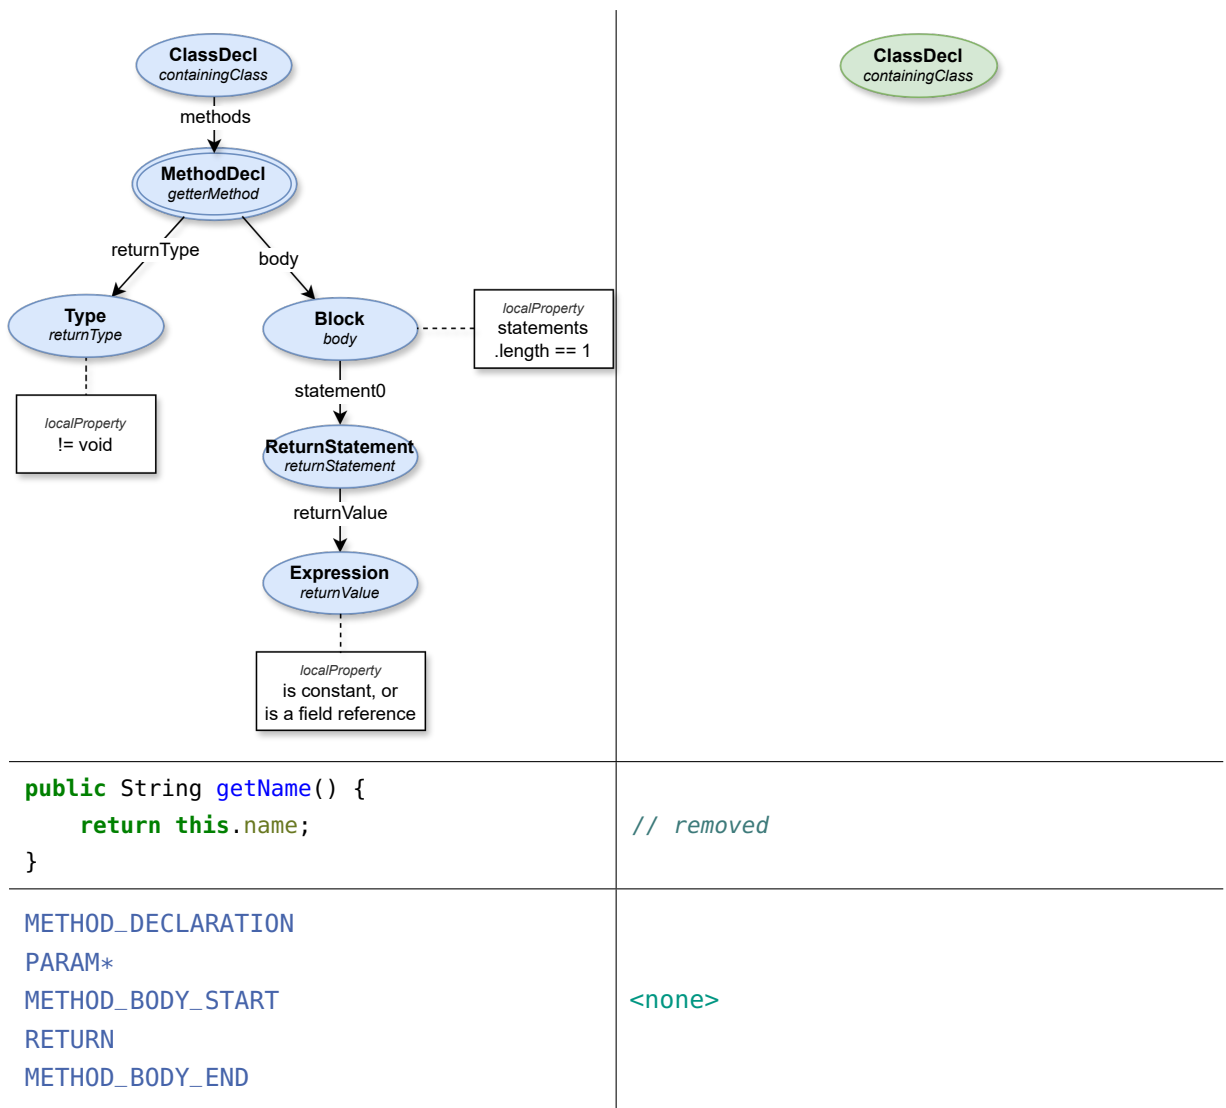 ClassDecl
containingClass
methods
MethodDecl
getterMethod
returnType
body
Type
returnType
localProperty
!= void
Block
body
localProperty
statements
.length == 1
statement0
ReturnStatement
returnStatement
returnValue
Expression
returnValue
localProperty
is constant, or
is a field reference
ClassDecl
containingClass
public String getName() {
    return this.name;
}
// removed
METHOD_DECLARATION
PARAM*
METHOD_BODY_START
RETURN
METHOD_BODY_END
<none>